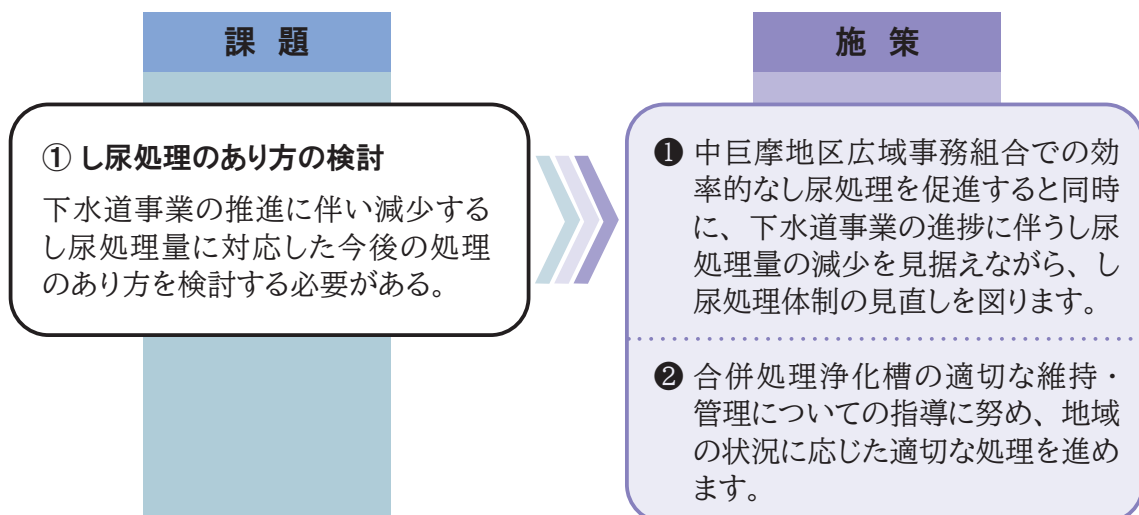 課題
① し尿処理のあり方の検討
下水道事業の推進に伴い減少する
し尿処理量に対応した今後の処理
のあり方を検討する必要がある。
施策
❶ 中巨摩地区広域事務組合での効
率的なし尿処理を促進すると同時
に、下水道事業の進捗に伴うし尿
処理量の減少を見据えながら、し
尿処理体制の見直しを図ります。
❷ 合併処理浄化槽の適切な維持・
管理についての指導に努め、地域
の状況に応じた適切な処理を進め
ます。